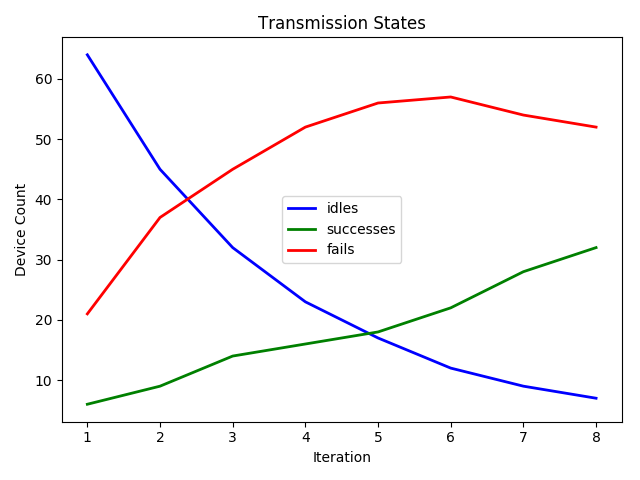 Transmission States
Device Count
60
50
40
30
20
10
idles
successes
fails
1 2 3 4 5 6 7 8
Iteration